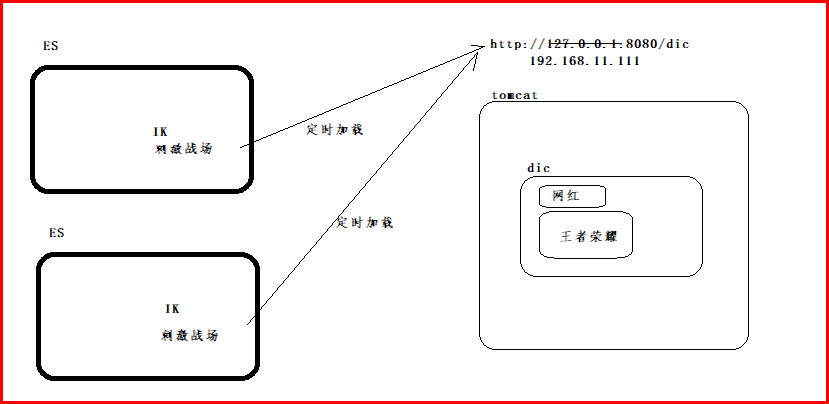 ES
IK
刺激战场
定时加载
http://127.0.0.1:8080/dic
192.168.11.111
tomcat
dic
网红
王者荣耀
ES
IK
刺激战场
定时加载